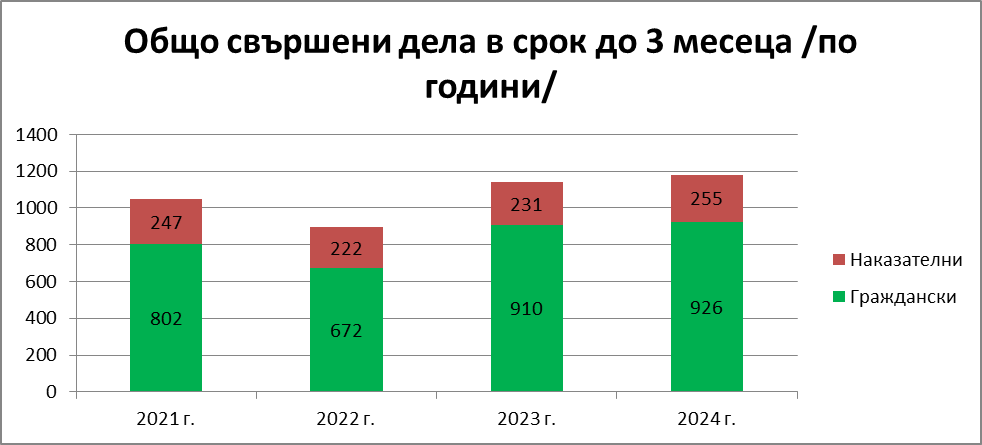 Общо свършени дела в срок до 3 месеца /по
години/
1400
1200
1000
800
600
400
200
0
247
222
231
255
802
672
910
926
2021 г.
2022 г.
2023 г.
2024 г.
Наказателни
Граждански